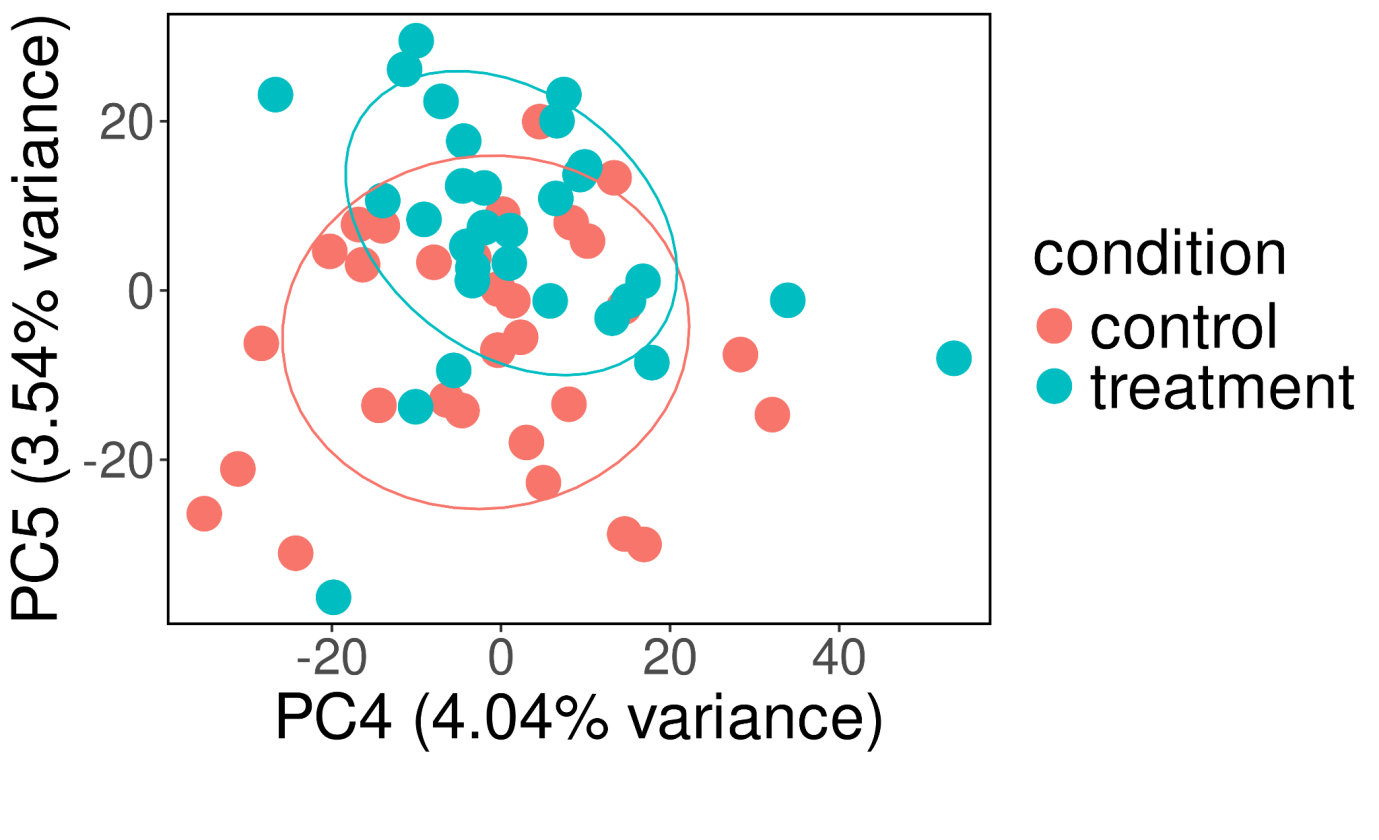 PC5 (3.54% variance)
20
0
-20
-20 0 20 40
PC4 (4.04% variance)
condition
control
treatment